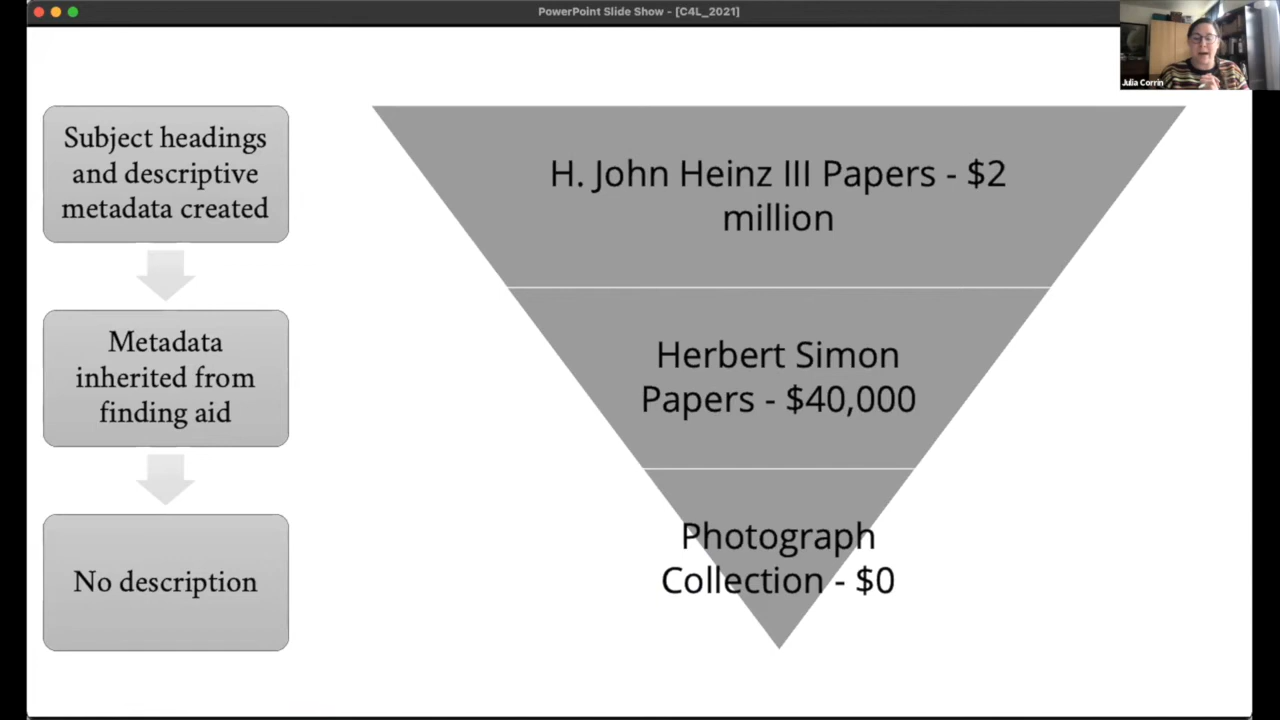 PowerPoint Slide Show - [C4L_2021]
Julia Corrin
Subject headings
and descriptive
metadata created
Metadata
inherited from
finding aid
No description
H. John Heinz III Papers - $2
million
Herbert Simon
Papers - $40,000
Photograph
Collection - $0